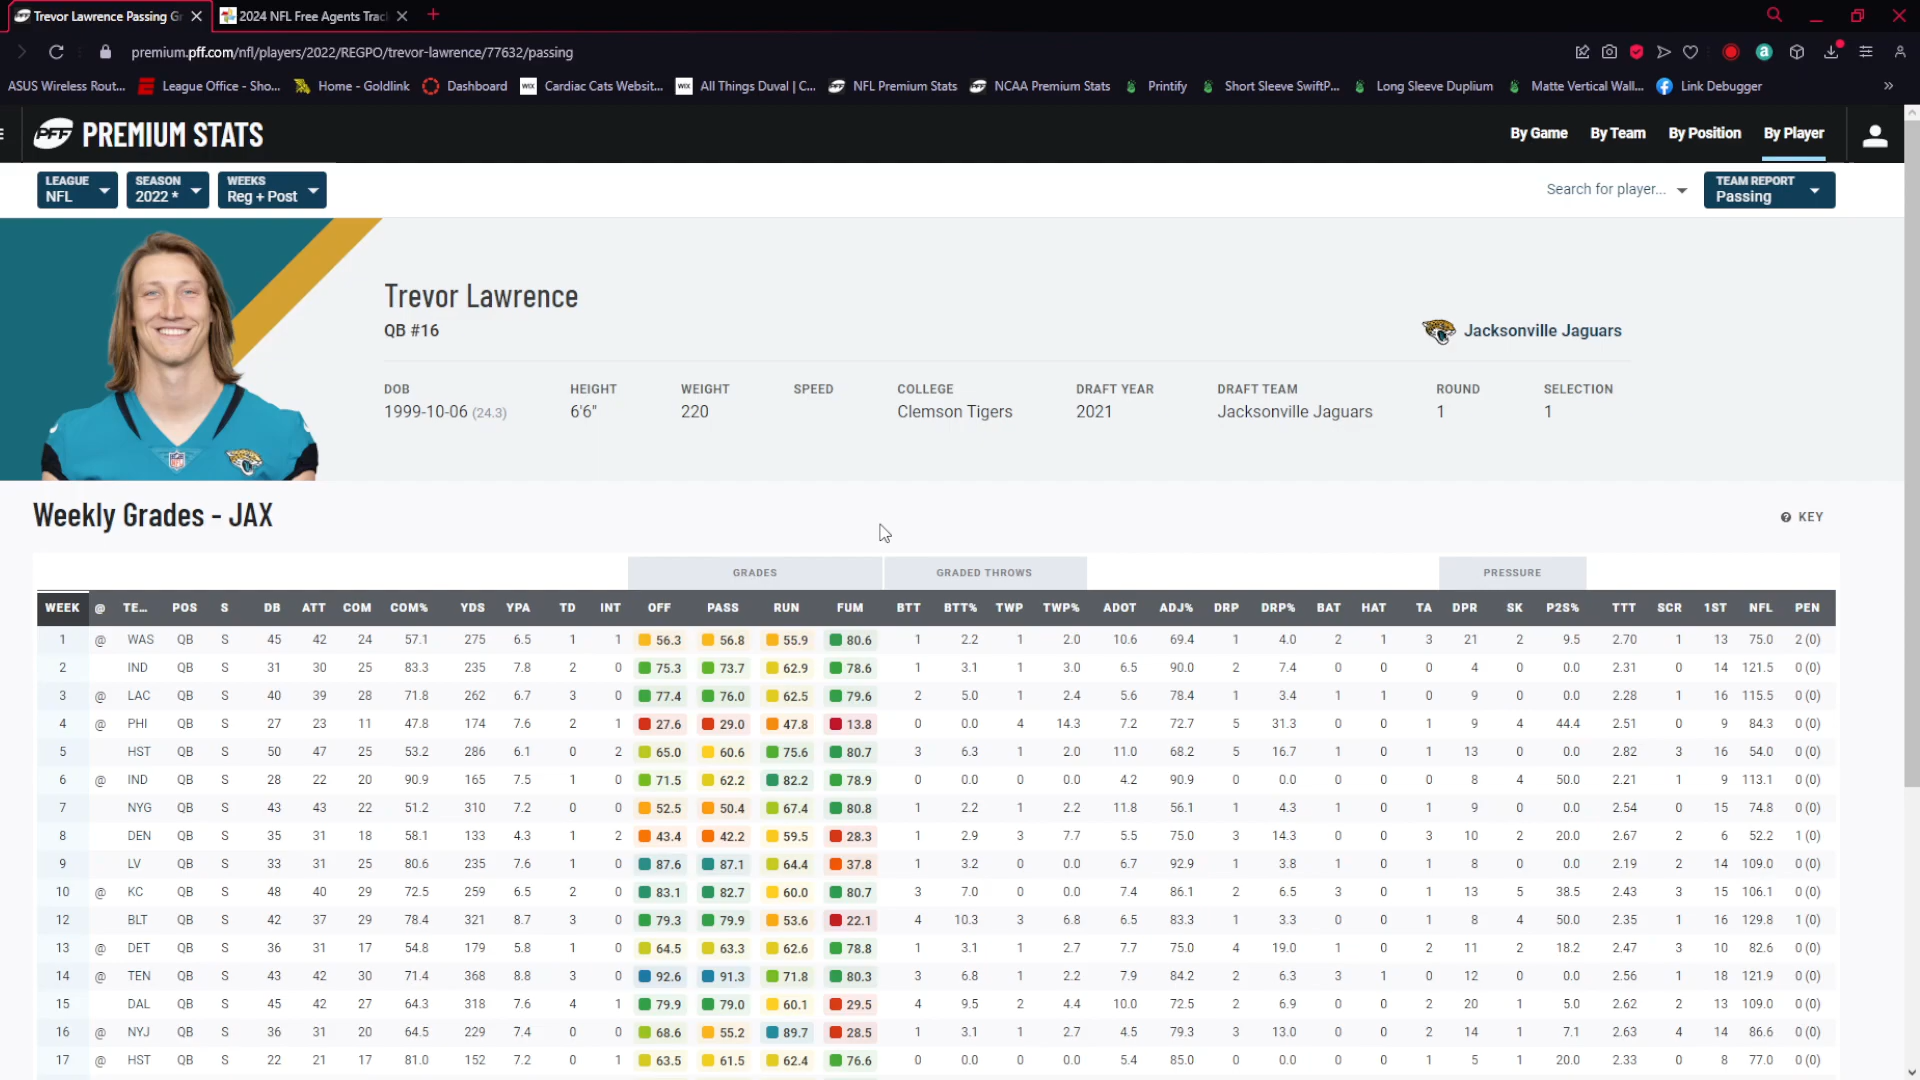 Trevor Lawrence Passing Gr
2024 NFL Free Agents Trac
premium.pff.com/nfl/players/2022/REGPO/trevor-lawrence/77632/passing
ASUS Wireless Rout... League Office - Sho... Home - Goldlink Dashboard Cardiac Cats Websit... All Things Duval | C... NFL Premium Stats NCAA Premium Stats Printify Short Sleeve SwiftP... Long Sleeve Duplium Matte Vertical Wall... Link Debugger
PFF PREMIUM STATS By Game By Team By Position By Player
LEAGUE SEASON WEEKS TEAM REPORT
NFL 2022 * Reg + Post Search for player... Passing
Trevor Lawrence
QB #16
Jacksonville Jaguars
DOB HEIGHT WEIGHT SPEED COLLEGE DRAFT YEAR DRAFT TEAM ROUND SELECTION
1999-10-06 (24.3) 6'6" 220 Clemson Tigers 2021 Jacksonville Jaguars 1 1
Weekly Grades - JAX
KEY
GRADES GRADED THROWS PRESSURE
WEEK @ TE... POS S DB ATT COM COM% YDS YPA TD INT OFF PASS RUN FUM BTT BTT% TWP TWP% ADOT ADJ% DRP DRP% BAT HAT TA DPR SK P2S% TTT SCR 1ST NFL PEN
1 @ WAS QB S 45 42 24 57.1 275 6.5 1 1 56.3 56.8 55.9 80.6 1 2.2 1 2.0 10.6 69.4 1 4.0 2 1 3 21 2 9.5 2.70 1 13 75.0 2 (0)
2 IND QB S 31 30 25 83.3 235 7.8 2 0 75.3 73.7 62.9 78.6 1 3.1 1 3.0 6.5 90.0 2 7.4 0 0 0 4 0 0.0 2.31 0 14 121.5 0 (0)
3 @ LAC QB S 40 39 28 71.8 262 6.7 3 0 77.4 76.0 62.5 79.6 2 5.0 1 2.4 5.6 78.4 1 3.4 1 1 0 9 0 0.0 2.28 1 16 115.5 0 (0)
4 @ PHI QB S 27 23 11 47.8 174 7.6 2 1 27.6 29.0 47.8 13.8 0 0.0 4 14.3 7.2 72.7 5 31.3 0 0 1 9 4 44.4 2.51 0 9 84.3 0 (0)
5 HST QB S 50 47 25 53.2 286 6.1 0 2 65.0 60.6 75.6 80.7 3 6.3 1 2.0 11.0 68.2 5 16.7 1 0 1 13 0 0.0 2.82 3 16 54.0 0 (0)
6 @ IND QB S 28 22 20 90.9 165 7.5 1 0 71.5 62.2 82.2 78.9 0 0.0 0 0.0 4.2 90.9 0 0.0 0 0 0 8 4 50.0 2.21 1 9 113.1 0 (0)
7 NYG QB S 43 43 22 51.2 310 7.2 0 0 52.5 50.4 67.4 80.8 1 2.2 1 2.2 11.8 56.1 1 4.3 1 0 1 9 0 0.0 2.54 0 15 74.8 0 (0)
8 DEN QB S 35 31 18 58.1 133 4.3 1 2 43.4 42.2 59.5 28.3 1 2.9 3 7.7 5.5 75.0 3 14.3 0 0 3 10 2 20.0 2.67 2 6 52.2 1 (0)
9 LV QB S 33 31 25 80.6 235 7.6 1 0 87.6 87.1 64.4 37.8 1 3.2 0 0.0 6.7 92.9 1 3.8 1 0 1 8 0 0.0 2.19 2 14 109.0 0 (0)
10 @ KC QB S 48 40 29 72.5 259 6.5 2 0 83.1 82.7 60.0 80.7 3 7.0 0 0.0 7.4 86.1 2 6.5 3 0 1 13 5 38.5 2.43 3 15 106.1 0 (0)
12 BLT QB S 42 37 29 78.4 321 8.7 3 0 79.3 79.9 53.6 22.1 4 10.3 3 6.8 6.5 83.3 1 3.3 0 0 1 8 4 50.0 2.35 1 16 129.8 1 (0)
13 @ DET QB S 36 31 17 54.8 179 5.8 1 0 64.5 63.3 62.6 78.8 1 3.1 1 2.7 7.7 75.0 4 19.0 1 0 2 11 2 18.2 2.47 3 10 82.6 0 (0)
14 @ TEN QB S 43 42 30 71.4 368 8.8 3 0 92.6 91.3 71.8 80.3 3 6.8 1 2.2 7.9 84.2 2 6.3 3 1 0 12 0 0.0 2.56 1 18 121.9 0 (0)
15 DAL QB S 45 42 27 64.3 318 7.6 4 1 79.9 79.0 60.1 29.5 4 9.5 2 4.4 10.0 72.5 2 6.9 0 0 2 20 1 5.0 2.62 2 13 109.0 0 (0)
16 @ NYJ QB S 36 31 20 64.5 229 7.4 0 0 68.6 55.2 89.7 28.5 1 3.1 1 2.7 4.5 79.3 3 13.0 0 0 2 14 1 7.1 2.63 4 14 86.6 0 (0)
17 @ HST QB S 22 21 17 81.0 152 7.2 0 1 63.5 61.5 62.4 76.6 0 0.0 1 0.0 5.4 85.0 0 0.0 0 0 1 5 1 20.0 2.33 0 8 77.0 0 (0)